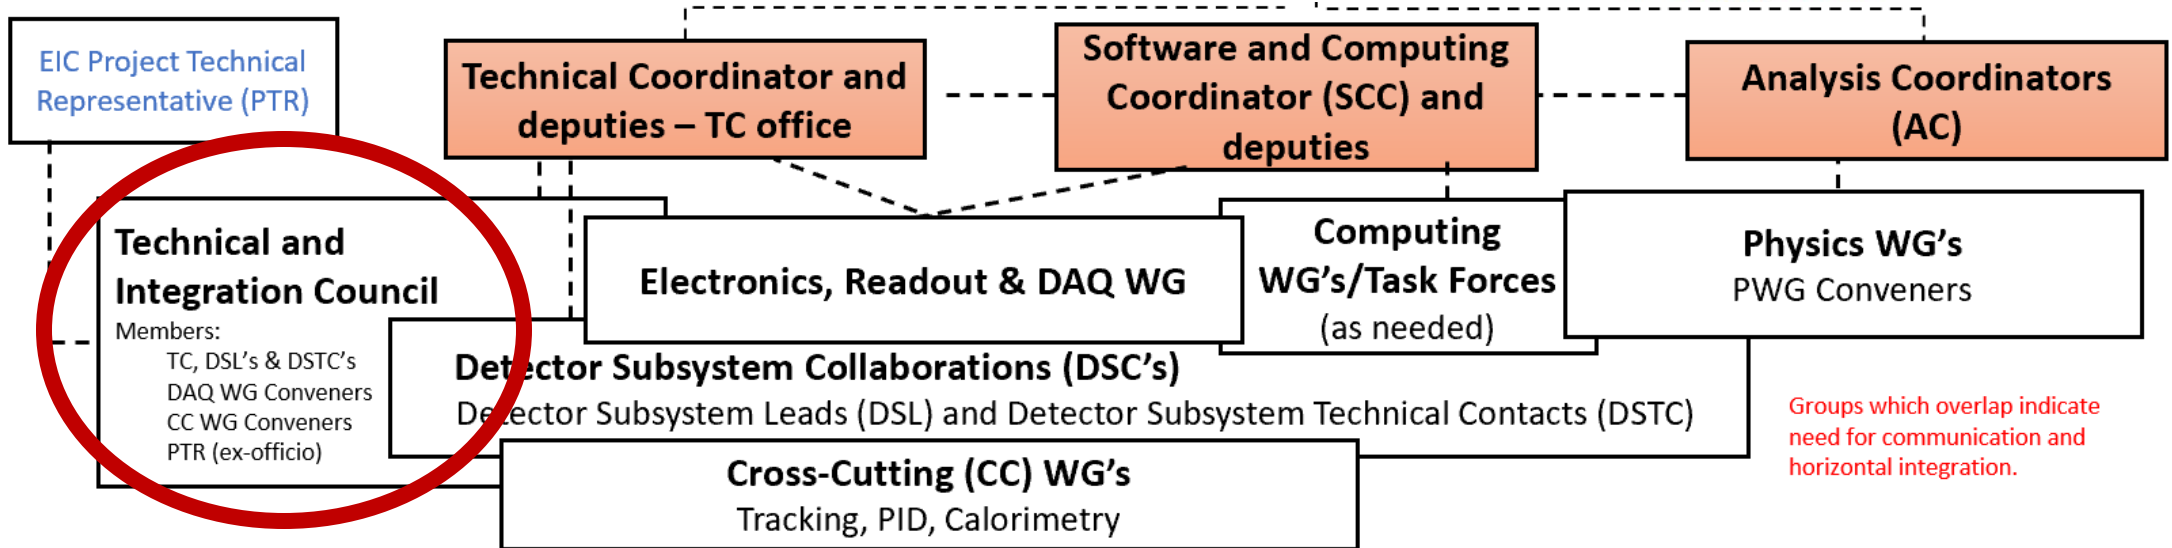 EIC Project Technical
Representative (PTR)
Technical Coordinator and
deputies – TC office
Software and Computing
Coordinator (SCC) and
deputies
Analysis Coordinators
(AC)
Technical and
Integration Council
Members:
TC, DSL’s & DSTC’s
DAQ WG Conveners
CC WG Conveners
PTR (ex-officio)
Electronics, Readout & DAQ WG
Computing
WG’s/Task Forces
(as needed)
Physics WG’s
PWG Conveners
Detector Subsystem Collaborations (DSC’s)
Detector Subsystem Leads (DSL) and Detector Subsystem Technical Contacts (DSTC)
Cross-Cutting (CC) WG’s
Tracking, PID, Calorimetry
Groups which overlap indicate
need for communication and
horizontal integration.